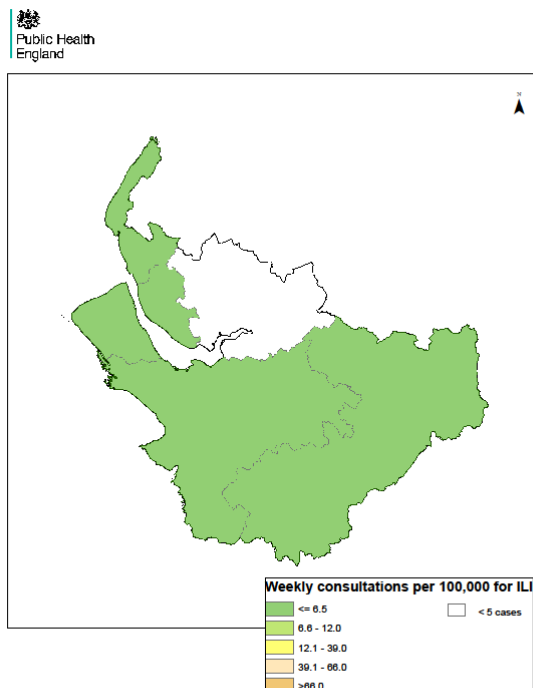 Public Health
England
Weekly consultations per 100,000 for ILI
<= 6.5
< 5 cases
6.6 - 12.0
12.1 - 39.0
39.1 - 66.0
>66.0